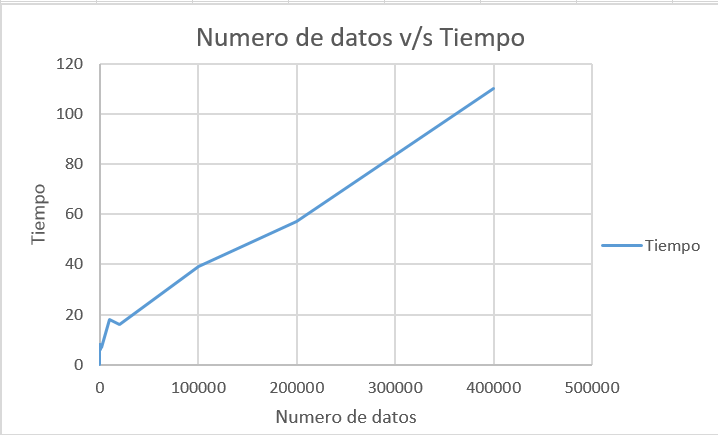 Numero de datos v/s Tiempo
120
100
80
60
40
20
0
Tiempo
0 100000 200000 300000 400000 500000
Numero de datos
Tiempo